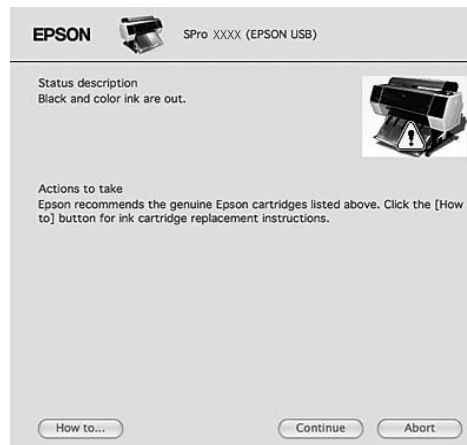 EPSON
SPro XXXX (EPSON USB)
Status description
Black and color ink are out.
Actions to take
Epson recommends the genuine Epson cartridges listed above. Click the [How
to] button for ink cartridge replacement instructions.
How to...
Continue
Abort